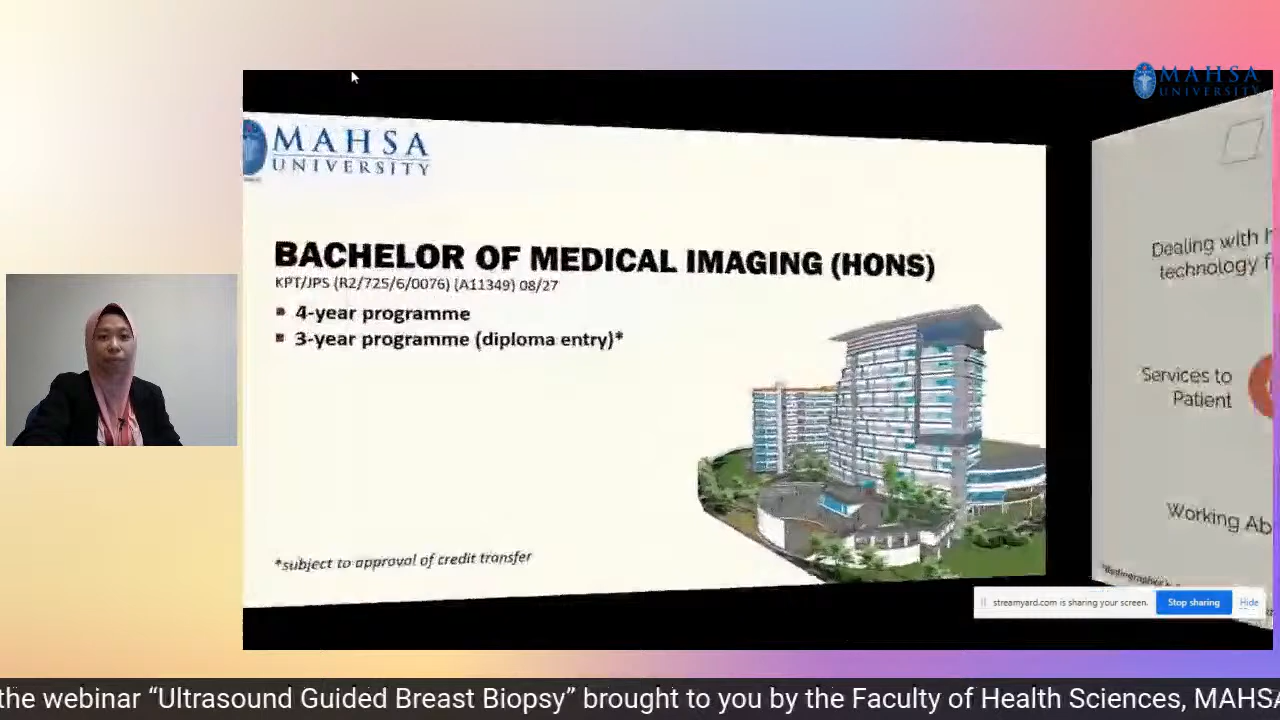 MAHSA
UNIVERSITY
MAHSA
UNIVERSITY
BACHELOR OF MEDICAL IMAGING (HONS)
KPT/JPS (R2/725/6/0076) (A11349) 08/27
▪ 4-year programme
▪ 3-year programme (diploma entry)*
*subject to approval of credit transfer
Dealing with h
technology f
Services to
Patient
Working Ab
streamyard.com is sharing your screen.
Stop sharing
Hide
the webinar “Ultrasound Guided Breast Biopsy” brought to you by the Faculty of Health Sciences, MAHSA